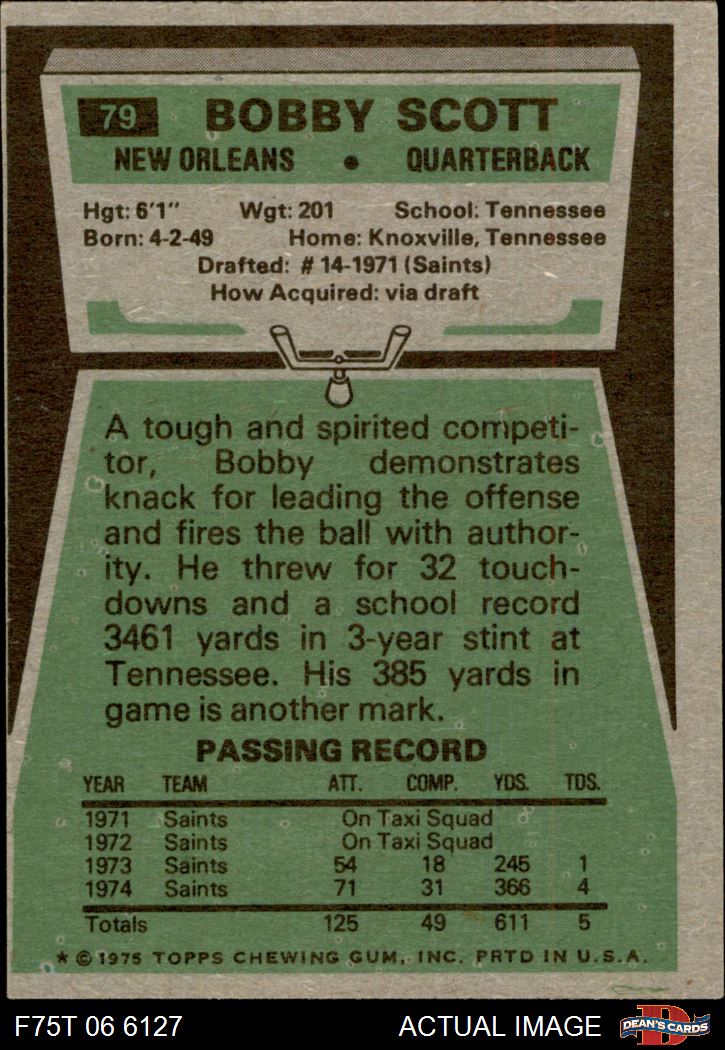 79 BOBBY SCOTT
NEW ORLEANS • QUARTERBACK
Hgt: 6'1" Wgt: 201 School: Tennessee
Born: 4-2-49 Home: Knoxville, Tennessee
Drafted: # 14-1971 (Saints)
How Acquired: via draft
A tough and spirited competi-
tor, Bobby demonstrates
knack for leading the offense
and fires the ball with author-
ity. He threw for 32 touch-
downs and a school record
3461 yards in 3-year stint at
Tennessee. His 385 yards in
game is another mark.
PASSING RECORD
YEAR TEAM ATT. COMP. YDS. TDS.
1971 Saints On Taxi Squad
1972 Saints On Taxi Squad
1973 Saints 54 18 245 1
1974 Saints 71 31 366 4
Totals 125 49 611 5
* © 1975 TOPPS CHEWING GUM, INC. PRTD IN U.S.A.
F75T 06 6127 ACTUAL IMAGE D DEAN'S CARDS